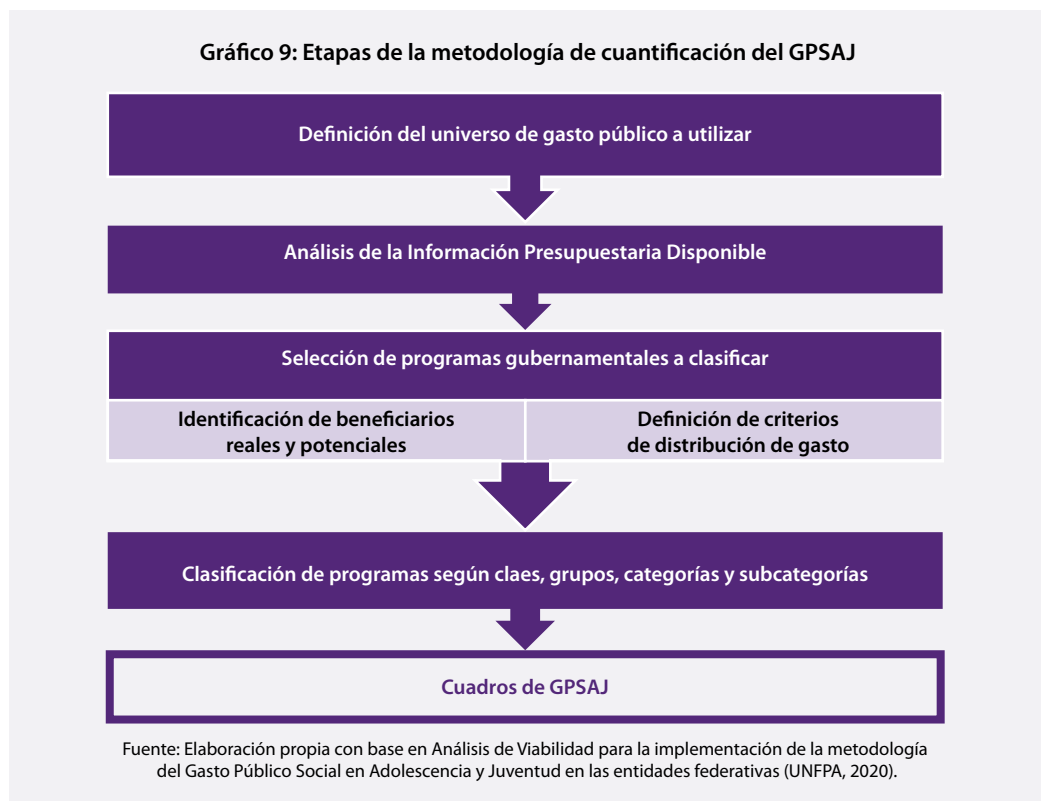 Gráfico 9: Etapas de la metodología de cuantificación del GPSAJ
Definición del universo de gasto público a utilizar
Análisis de la Información Presupuestaria Disponible
Selección de programas gubernamentales a clasificar
Identificación de beneficiarios
reales y potenciales
Definición de criterios
de distribución de gasto
Clasificación de programas según claes, grupos, categorías y subcategorías
Cuadros de GPSAJ
Fuente: Elaboración propia con base en Análisis de Viabilidad para la implementación de la metodología
del Gasto Público Social en Adolescencia y Juventud en las entidades federativas (UNFPA, 2020).